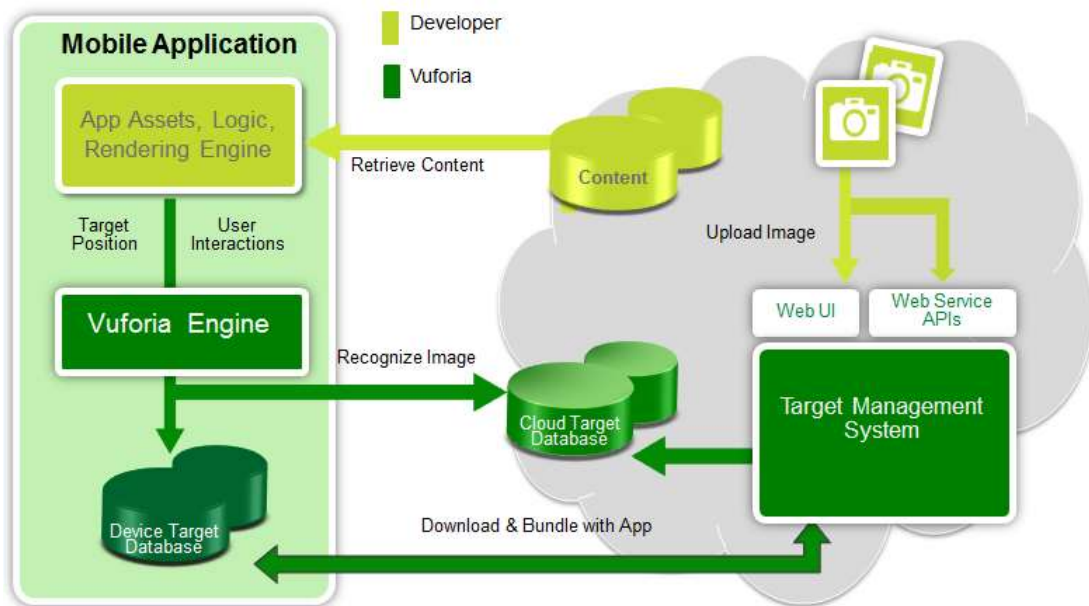 Mobile Application
Developer
Vuforia
App Assets, Logic,
Rendering Engine
Retrieve Content
Content
Target
Position
User
Interactions
Upload Image
Web UI
Web Service
APIs
Vuforia Engine
Recognize Image
Cloud Target
Database
Target Management
System
Device Target
Database
Download & Bundle with App